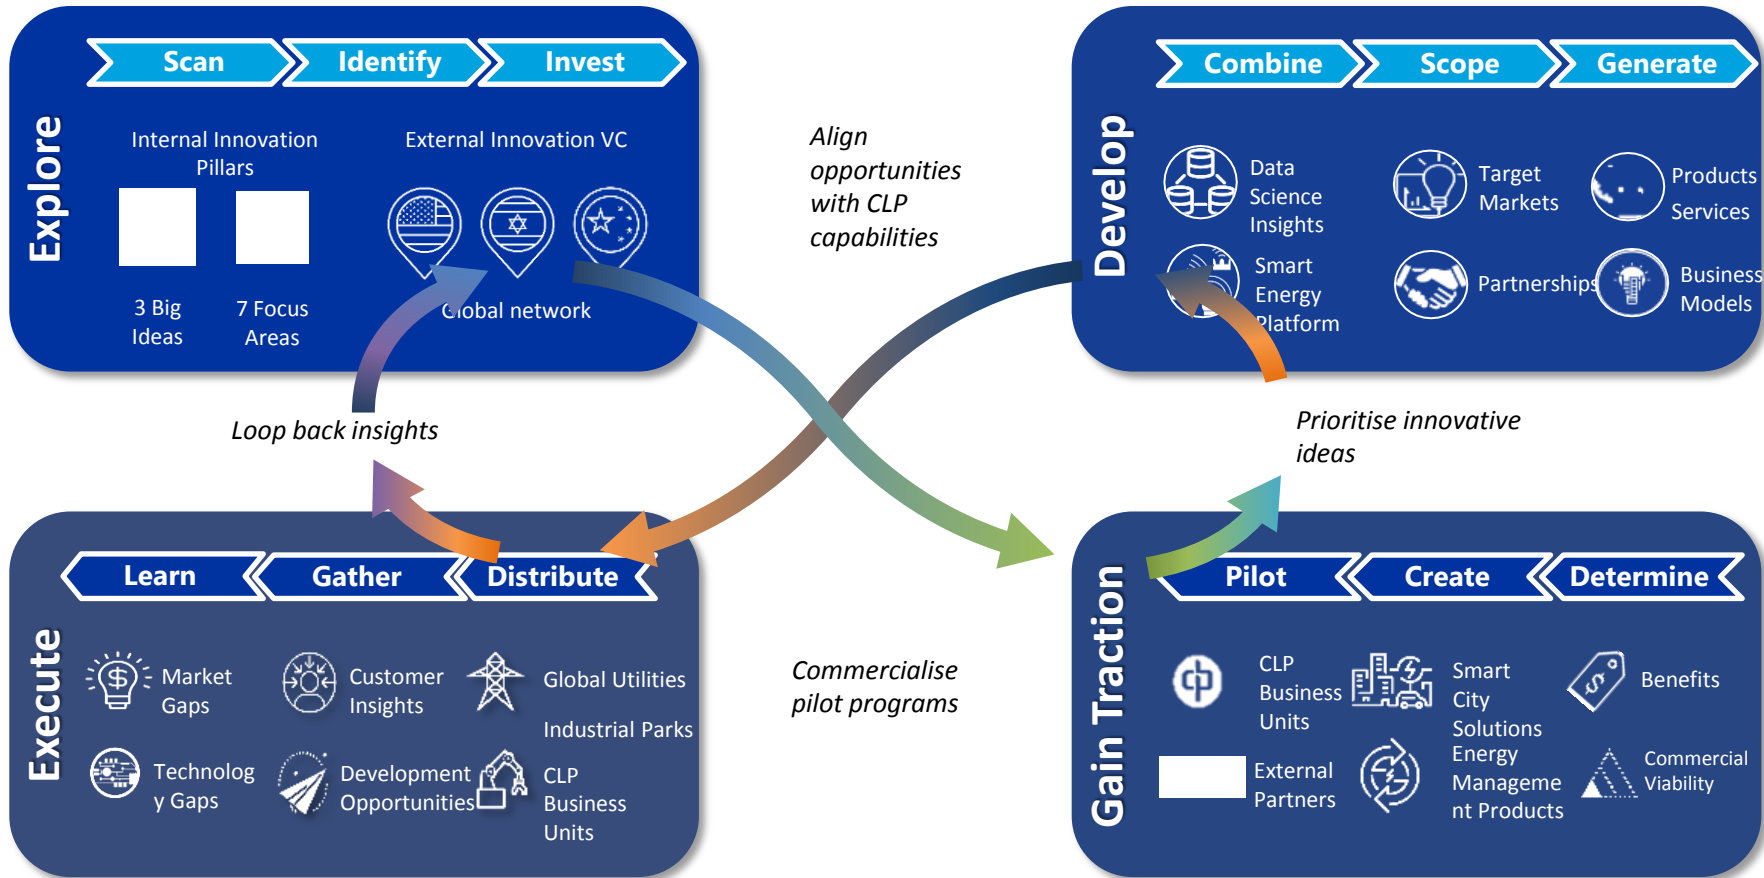 Explore
Scan
Identify
Invest
Internal Innovation
Pillars
External Innovation VC
3 Big
Ideas
7 Focus
Areas
Global network
Align
opportunities
with CLP
capabilities
Develop
Combine
Scope
Generate
Data
Science
Insights
Target
Markets
Products
Services
Smart
Energy
Platform
Partnerships
Business
Models
Loop back insights
Prioritise innovative
ideas
Execute
Learn
Gather
Distribute
Market
Gaps
Customer
Insights
Global Utilities
Industrial Parks
Technolog
y Gaps
Development
Opportunities
CLP
Business
Units
Commercialise
pilot programs
Gain Traction
Pilot
Create
Determine
CLP
Business
Units
Smart
City
Solutions
Benefits
External
Partners
Energy
Manageme
nt Products
Commercial
Viability